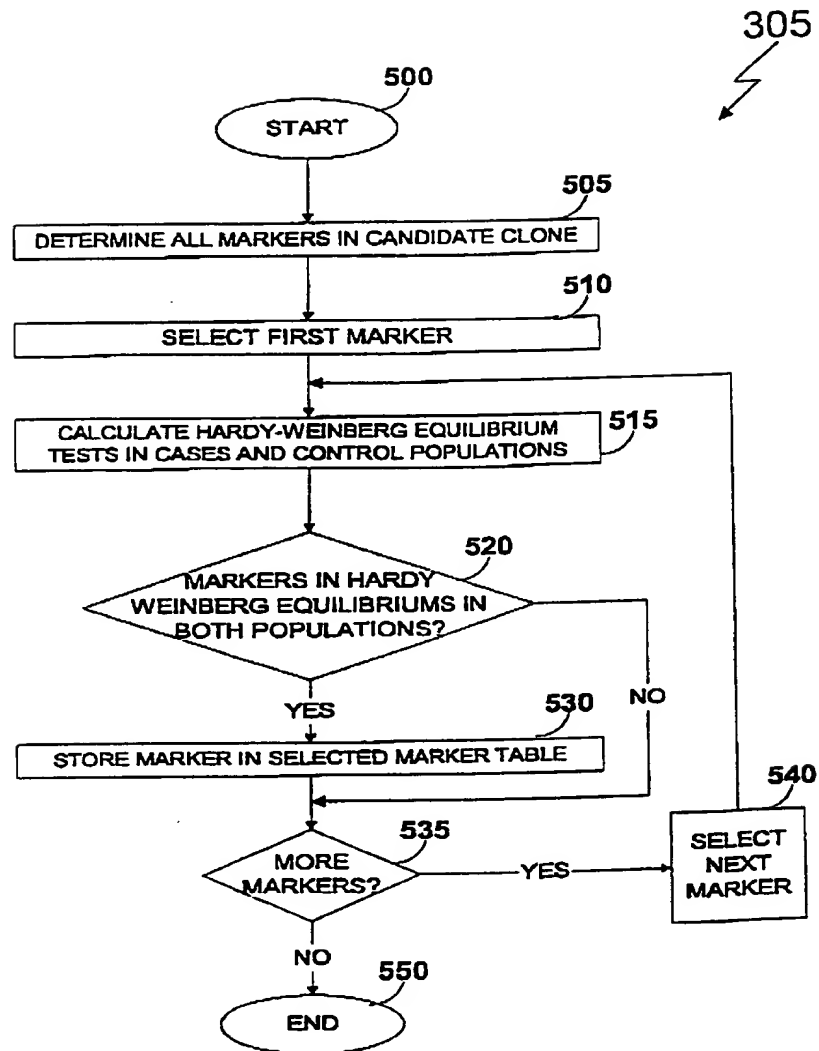 305
500
START
505
DETERMINE ALL MARKERS IN CANDIDATE CLONE
510
SELECT FIRST MARKER
CALCULATE HARDY-WEINBERG EQUILIBRIUM
TESTS IN CASES AND CONTROL POPULATIONS
515
520
MARKERS IN HARDY
WEINBERG EQUILIBRIUMS IN
BOTH POPULATIONS?
NO
YES
530
STORE MARKER IN SELECTED MARKER TABLE
540
535
MORE
MARKERS?
YES
SELECT
NEXT
MARKER
NO
550
END